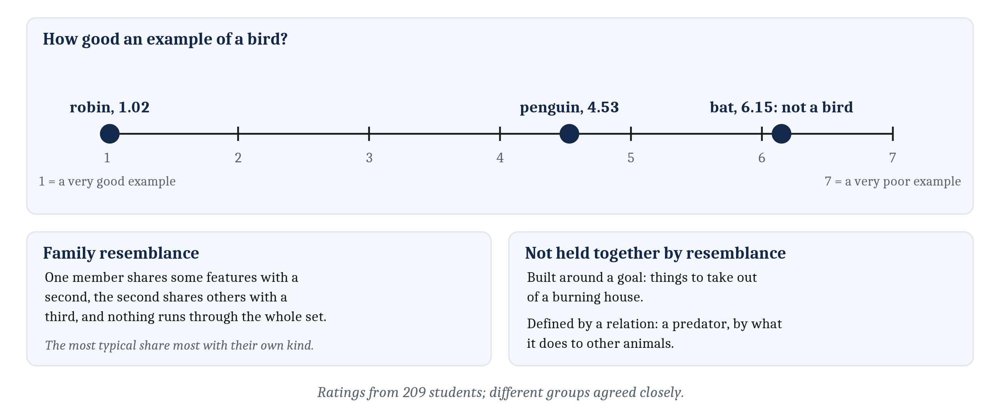 How good an example of a bird?
robin, 1.02
penguin, 4.53
bat, 6.15: not a bird
1
2
3
4
5
6
7
1 = a very good example
7 = a very poor example
Family resemblance
One member shares some features with a
second, the second shares others with a
third, and nothing runs through the whole set.
The most typical share most with their own kind.
Not held together by resemblance
Built around a goal: things to take out
of a burning house.
Defined by a relation: a predator, by what
it does to other animals.
Ratings from 209 students; different groups agreed closely.